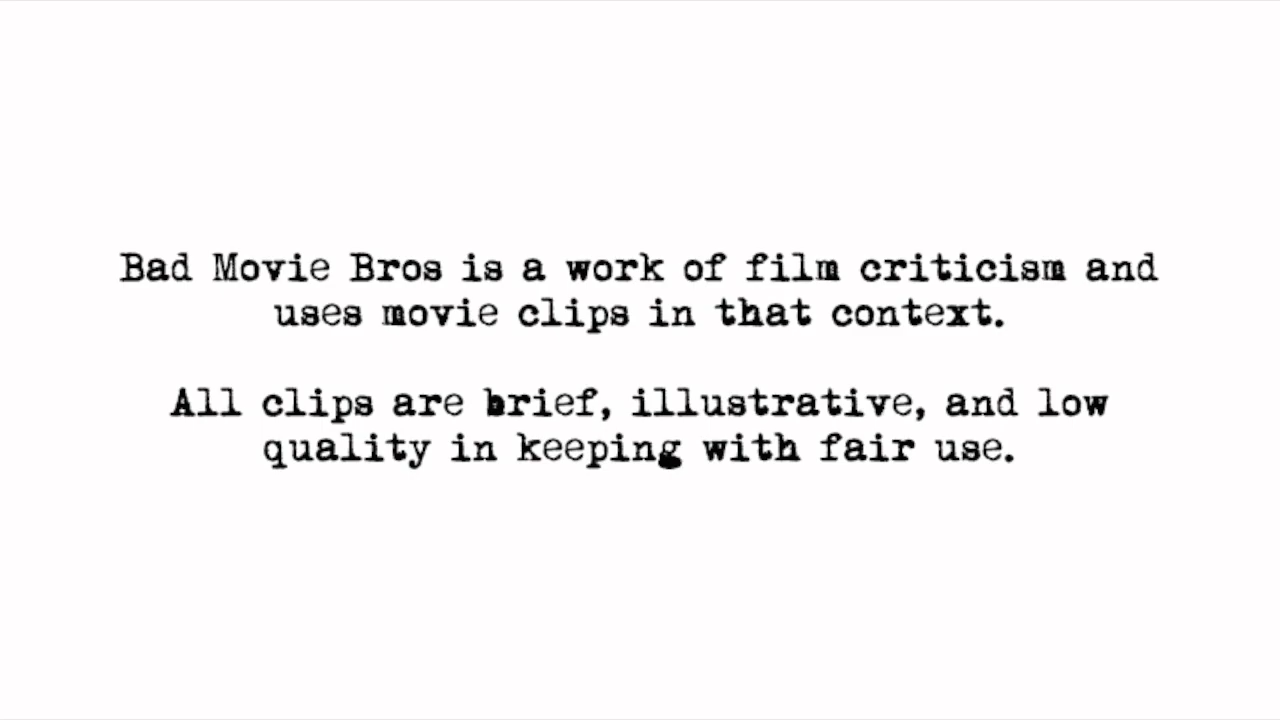 Bad Movie Bros is a work of film criticism and
uses movie clips in that context.
All clips are brief, illustrative, and low
quality in keeping with fair use.